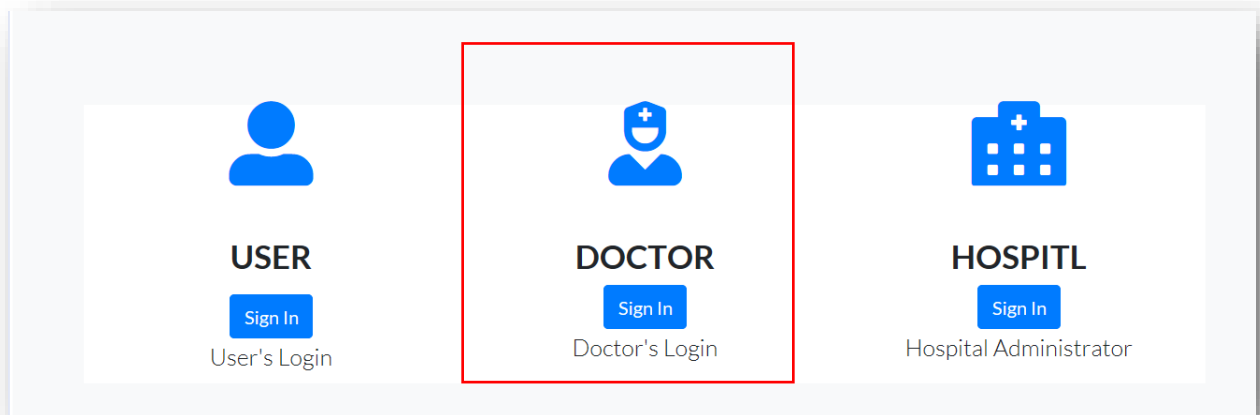 USER
Sign In
User's Login
DOCTOR
Sign In
Doctor's Login
HOSPITL
Sign In
Hospital Administrator